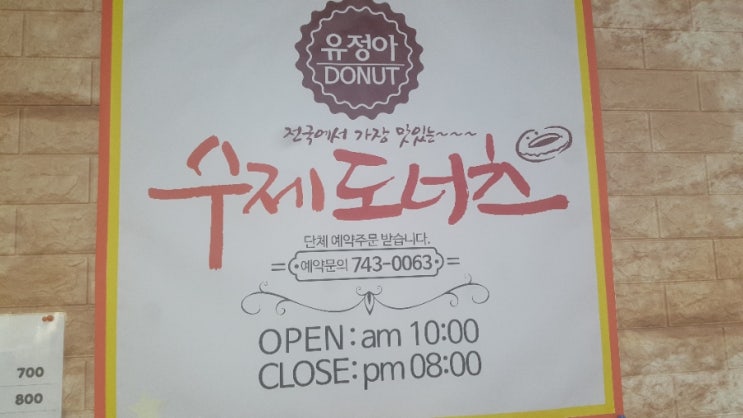 유정아
DONUT
전국에서 가장 맛있는~~~~
수제도너츠
단체 예약주문 받습니다.
예약문의 743-0063
OPEN : am 10:00
CLOSE : pm 08:00
700
800